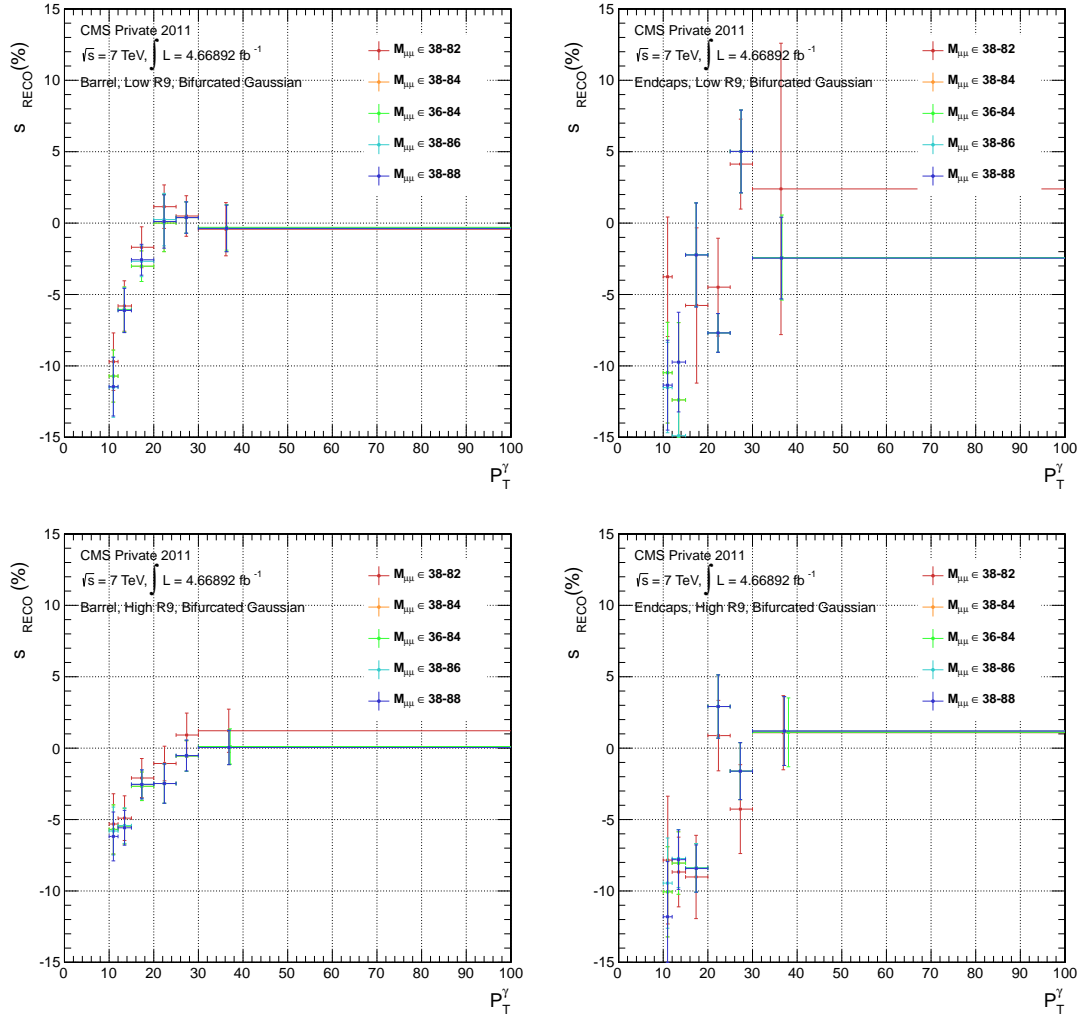 CMS Private 2011
√s = 7 TeV, ∫ L = 4.66892 fb⁻¹
Barrel, Low R9, Bifurcated Gaussian
M_μμ ∈ 38-82
M_μμ ∈ 38-84
M_μμ ∈ 36-84
M_μμ ∈ 38-86
M_μμ ∈ 38-88
s_RECO(%)
15
10
5
0
-5
-10
-15
0 10 20 30 40 50 60 70 80 90 100
P_T^γ
CMS Private 2011
√s = 7 TeV, ∫ L = 4.66892 fb⁻¹
Endcaps, Low R9, Bifurcated Gaussian
M_μμ ∈ 38-82
M_μμ ∈ 38-84
M_μμ ∈ 36-84
M_μμ ∈ 38-86
M_μμ ∈ 38-88
s_RECO(%)
15
10
5
0
-5
-10
-15
0 10 20 30 40 50 60 70 80 90 100
P_T^γ
CMS Private 2011
√s = 7 TeV, ∫ L = 4.66892 fb⁻¹
Barrel, High R9, Bifurcated Gaussian
M_μμ ∈ 38-82
M_μμ ∈ 38-84
M_μμ ∈ 36-84
M_μμ ∈ 38-86
M_μμ ∈ 38-88
s_RECO (%)
15
10
5
0
-5
-10
-15
0 10 20 30 40 50 60 70 80 90 100
P_T^γ
CMS Private 2011
√s = 7 TeV, ∫ L = 4.66892 fb⁻¹
Endcaps, High R9, Bifurcated Gaussian
M_μμ ∈ 38-82
M_μμ ∈ 38-84
M_μμ ∈ 36-84
M_μμ ∈ 38-86
M_μμ ∈ 38-88
s_RECO (%)
15
10
5
0
-5
-10
-15
0 10 20 30 40 50 60 70 80 90 100
P_T^γ